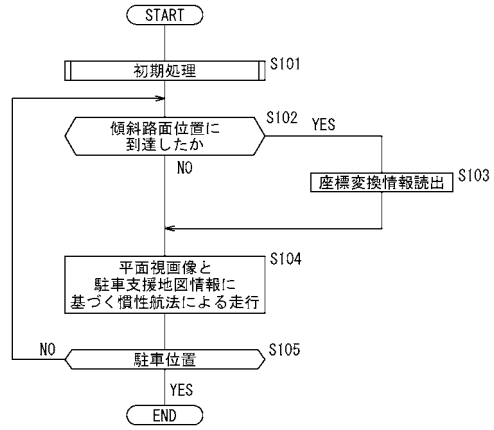 START
初期処理
S101
傾斜路面位置に
到達したか
S102
YES
NO
座標変換情報読出
S103
平面視画像と
駐車支援地図情報に
基づく慣性航法による走行
S104
NO
駐車位置
S105
YES
END